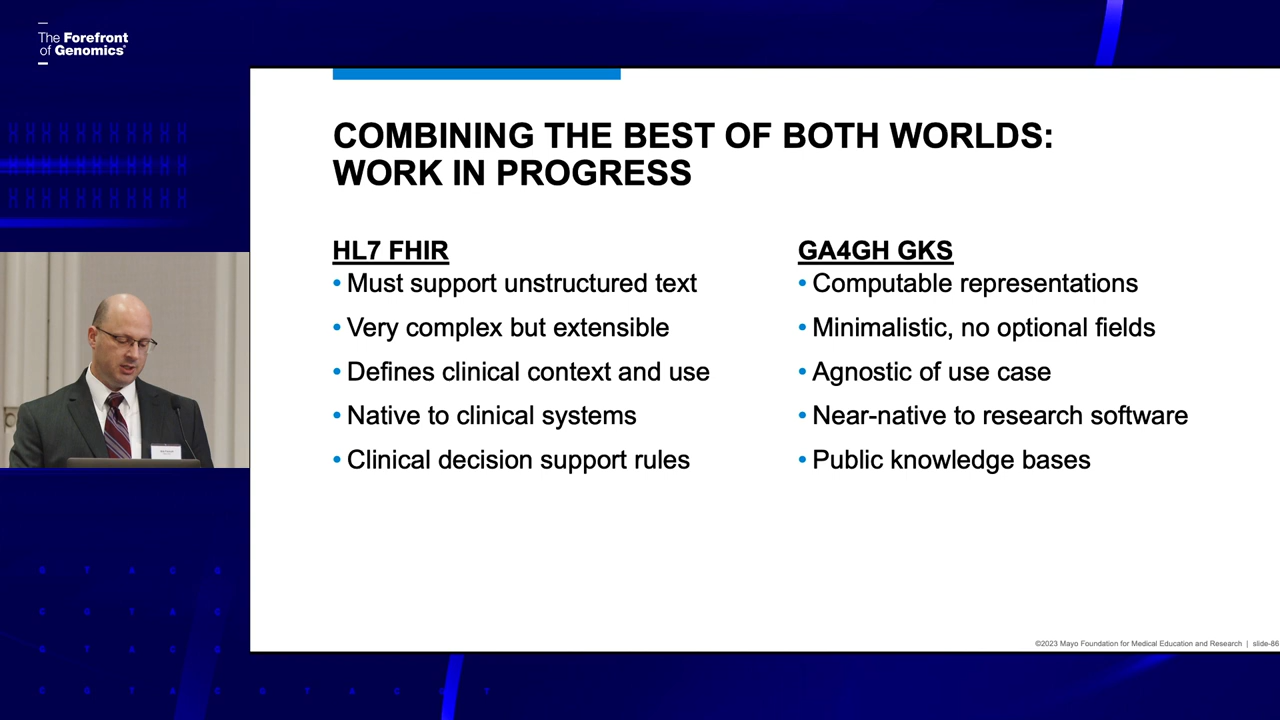 The Forefront
of Genomics®
COMBINING THE BEST OF BOTH WORLDS:
WORK IN PROGRESS
HL7 FHIR
• Must support unstructured text
• Very complex but extensible
• Defines clinical context and use
• Native to clinical systems
• Clinical decision support rules
GA4GH GKS
• Computable representations
• Minimalistic, no optional fields
• Agnostic of use case
• Near-native to research software
• Public knowledge bases
©2023 Mayo Foundation for Medical Education and Research | slide-86